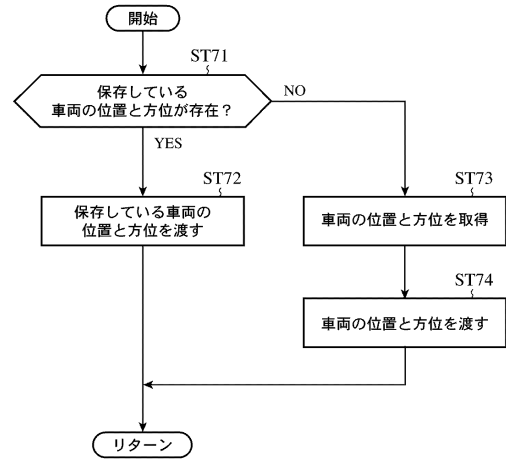 開始
ST71
保存している
車両の位置と方位が存在？
NO
YES
ST72
保存している車両の
位置と方位を渡す
ST73
車両の位置と方位を取得
ST74
車両の位置と方位を渡す
リターン